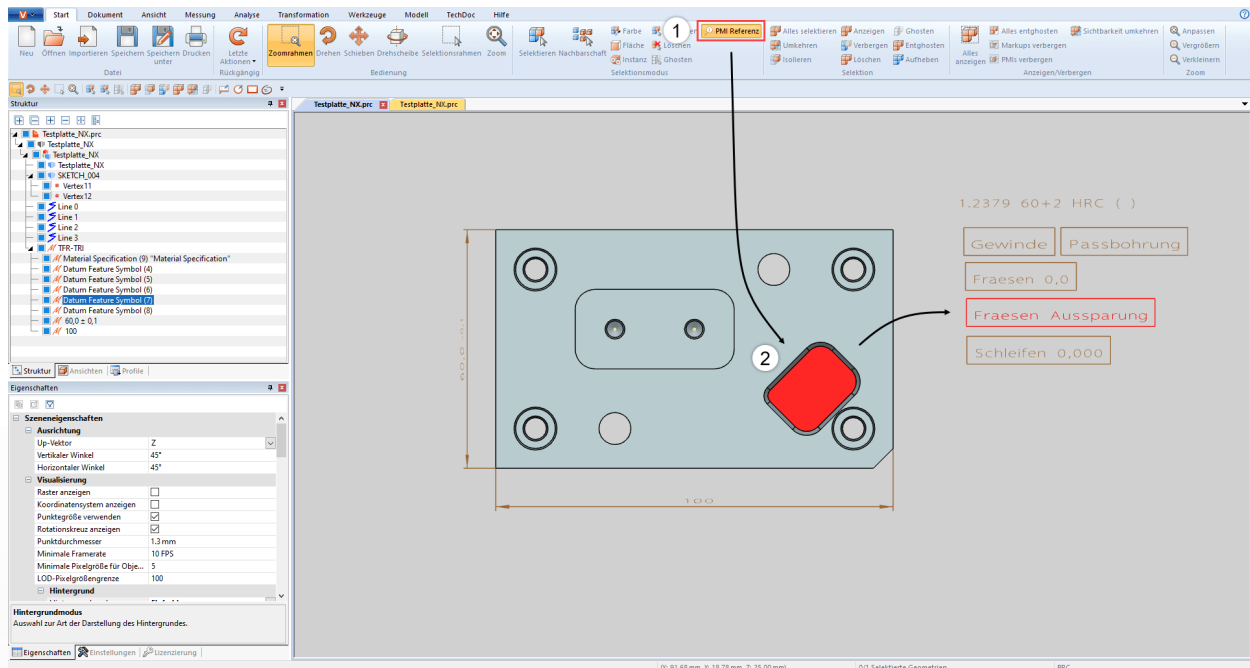 Start Dokument Ansicht Messung Analyse Transformation Werkzeuge Modell TechDoc Hilfe
Neu Öffnen Importieren Speichern Speichern unter Drucken
Datei
Letzte Aktionen
Rückgängig
Zoomrahmen Drehen Schieben Drehscheibe Selektionsrahmen Zoom
Bedienung
Selektieren Nachbarschaft
Farbe
Fläche Löschen
Instanz Ghosten
1
PMI Referenz
Selektionsmodus
Alles selektieren Anzeigen Ghosten
Umkehren Verbergen Entghosten
Isolieren Löschen Aufheben
Selektion
Alles anzeigen
Alles entghosten Sichtbarkeit umkehren
Markups verbergen
PMIs verbergen
Anzeigen/Verbergen
Anpassen
Vergrößern
Verkleinern
Zoom
Struktur
Testplatte_NX.prc
Testplatte_NX
Testplatte_NX
Testplatte_NX
SKETCH_004
Vertex11
Vertex12
Line 0
Line 1
Line 2
Line 3
TFR-TRI
Material Specification (9) "Material Specification"
Datum Feature Symbol (4)
Datum Feature Symbol (5)
Datum Feature Symbol (6)
Datum Feature Symbol (7)
Datum Feature Symbol (8)
60,0 ± 0,1
100
Struktur Ansichten Profile
Eigenschaften
Szeneneigenschaften
Ausrichtung
Up-Vektor Z
Vertikaler Winkel 45°
Horizontaler Winkel 45°
Visualisierung
Raster anzeigen
Koordinatensystem anzeigen
Punktegröße verwenden
Rotationskreuz anzeigen
Punktdurchmesser 1.3 mm
Minimale Framerate 10 FPS
Minimale Pixelgröße für Obje... 5
LOD-Pixelgrößengrenze 100
Hintergrund
Hintergrundmodus
Auswahl zur Art der Darstellung des Hintergrundes.
Eigenschaften Einstellungen Lizenzierung
Testplatte_NX.prc Testplatte_NX.prc
1.2379 60+2 HRC ( )
Gewinde Passbohrung
Fraesen 0,0
Fraesen Aussparung
Schleifen 0,000
2
100